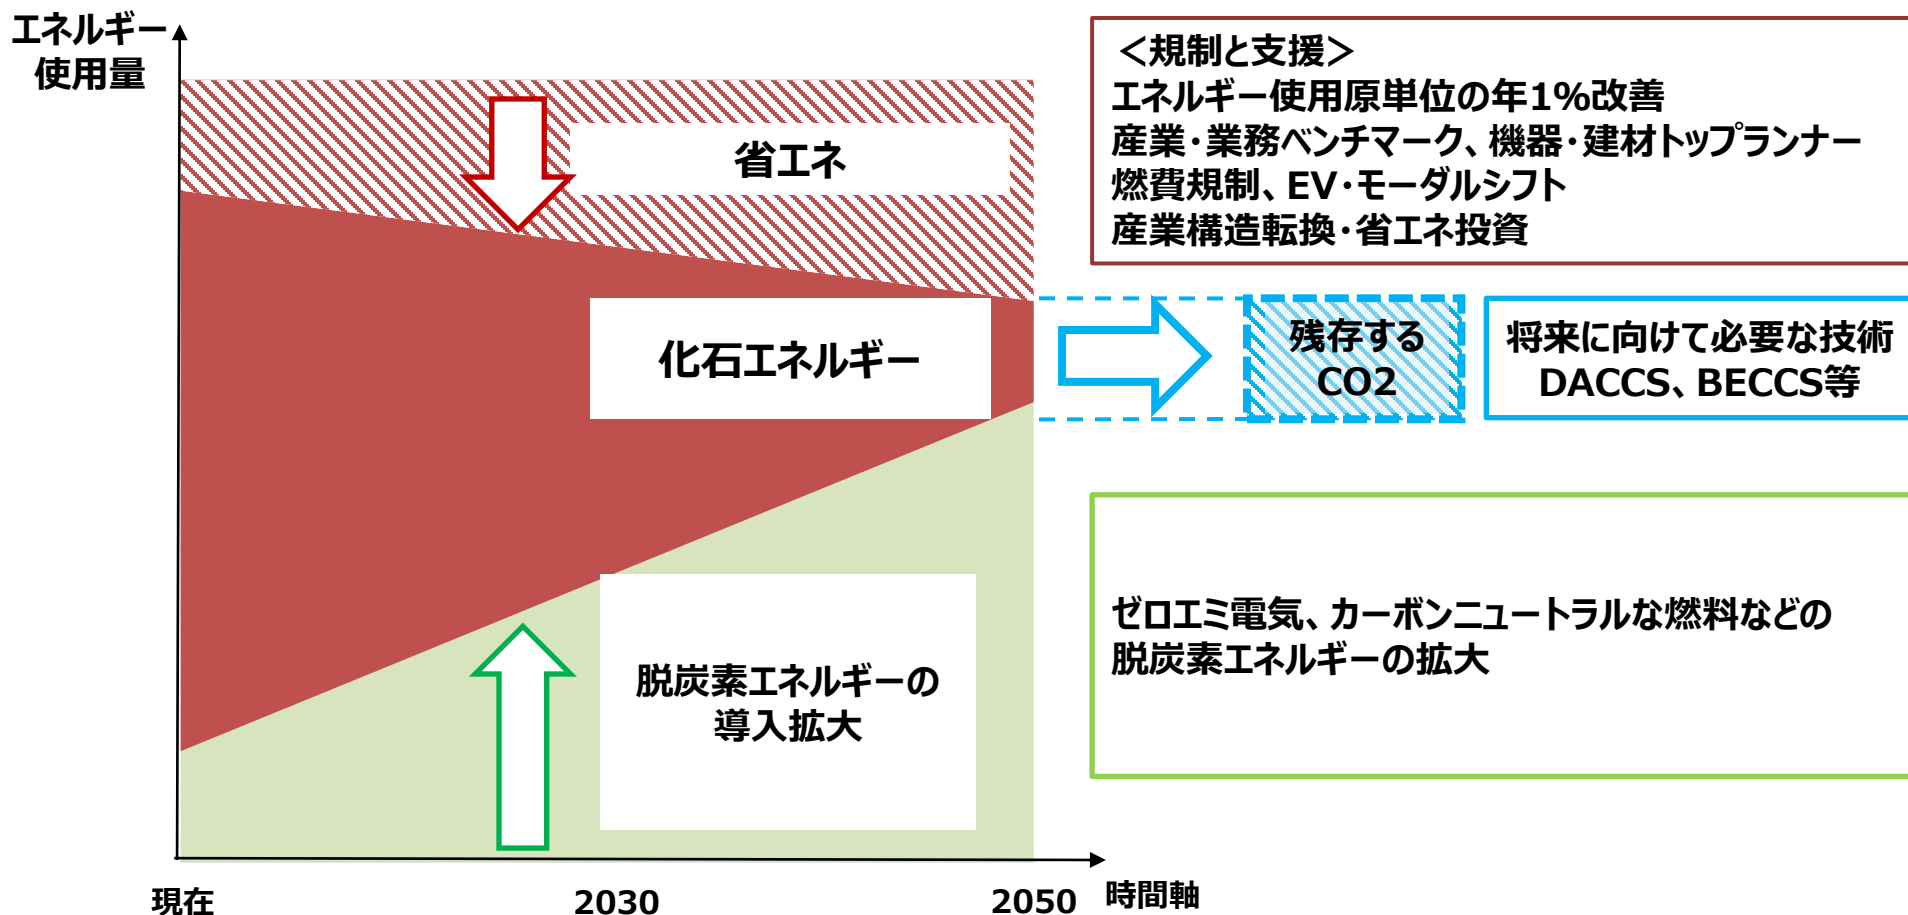 エネルギー
使用量
省エネ
化石エネルギー
脱炭素エネルギーの
導入拡大
現在
2030
2050
時間軸
＜規制と支援＞
エネルギー使用原単位の年1%改善
産業・業務ベンチマーク、機器・建材トップランナー
燃費規制、EV・モーダルシフト
産業構造転換・省エネ投資
残存する
CO2
将来に向けて必要な技術
DACCS、BECCS等
ゼロエミ電気、カーボンニュートラルな燃料などの
脱炭素エネルギーの拡大